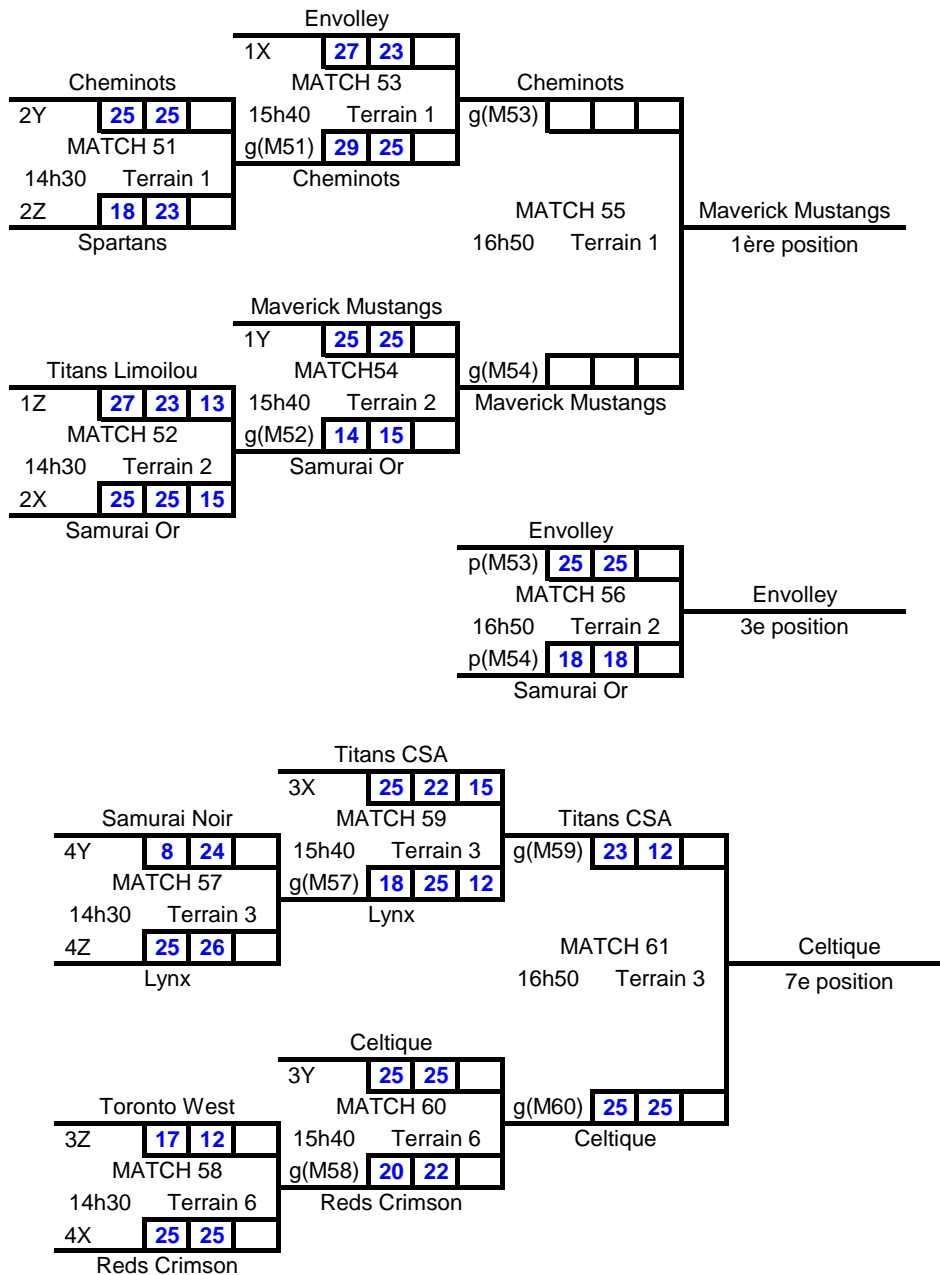 Envolley
1X 27 23
Cheminots MATCH 53 Cheminots
2Y 25 25 15h40 Terrain 1 g(M53)
MATCH 51 g(M51) 29 25
14h30 Terrain 1 Cheminots
2Z 18 23 MATCH 55 Maverick Mustangs
Spartans 16h50 Terrain 1 1ère position
Maverick Mustangs
1Y 25 25
Titans Limoilou MATCH54 g(M54)
1Z 27 23 13 15h40 Terrain 2 Maverick Mustangs
MATCH 52 g(M52) 14 15
14h30 Terrain 2 Samurai Or
2X 25 25 15
Samurai Or
Envolley
p(M53) 25 25
MATCH 56 Envolley
16h50 Terrain 2 3e position
p(M54) 18 18
Samurai Or
Titans CSA
3X 25 22 15
Samurai Noir MATCH 59 Titans CSA
4Y 8 24 15h40 Terrain 3 g(M59) 23 12
MATCH 57 g(M57) 18 25 12
14h30 Terrain 3 Lynx
4Z 25 26 MATCH 61 Celtique
Lynx 16h50 Terrain 3 7e position
Celtique
3Y 25 25
Toronto West MATCH 60 g(M60) 25 25
3Z 17 12 15h40 Terrain 6 Celtique
MATCH 58 g(M58) 20 22
14h30 Terrain 6 Reds Crimson
4X 25 25
Reds Crimson